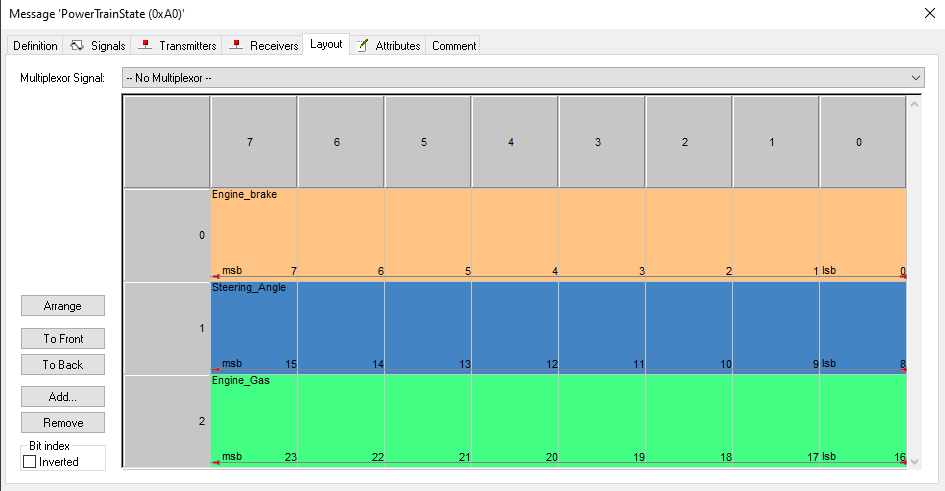 Message 'PowerTrainState (0xA0)'
Definition Signals Transmitters Receivers Layout Attributes Comment
Multiplexor Signal: -- No Multiplexor --
7 6 5 4 3 2 1 0
Engine_brake
0
msb 7 6 5 4 3 2 1 lsb 0
Steering_Angle
Arrange
1
To Front
To Back
msb 15 14 13 12 11 10 9 lsb 8
Engine_Gas
Add...
Remove
2
Bit index
Inverted
msb 23 22 21 20 19 18 17 lsb 16